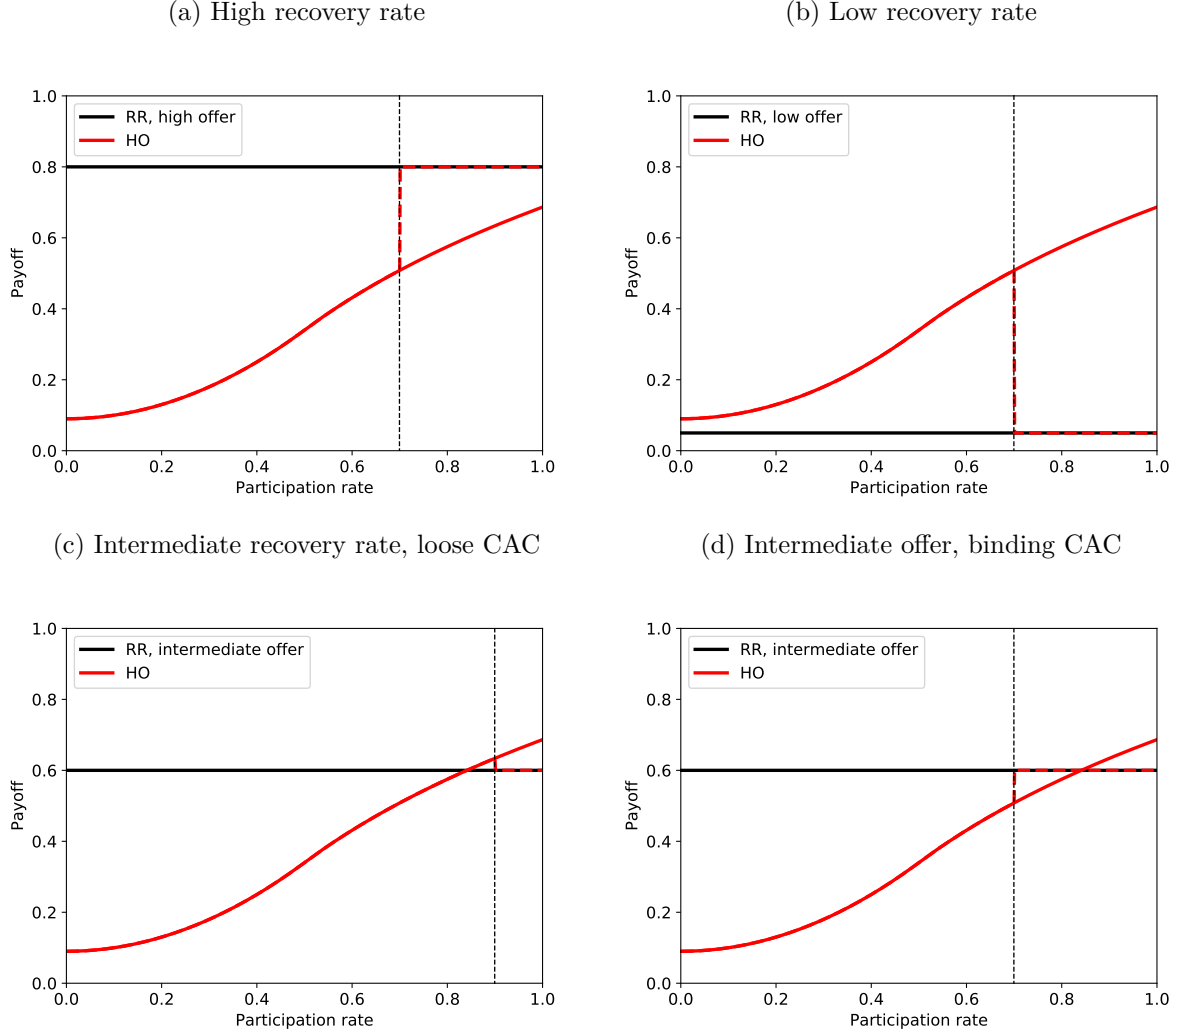 (a) High recovery rate
(b) Low recovery rate
1.0
0.8
0.6
0.4
0.2
0.0
Payoff
RR, high offer
HO
0.0 0.2 0.4 0.6 0.8 1.0
Participation rate
1.0
0.8
0.6
0.4
0.2
0.0
Payoff
RR, low offer
HO
0.0 0.2 0.4 0.6 0.8 1.0
Participation rate
(c) Intermediate recovery rate, loose CAC
(d) Intermediate offer, binding CAC
1.0
0.8
0.6
0.4
0.2
0.0
Payoff
RR, intermediate offer
HO
0.0 0.2 0.4 0.6 0.8 1.0
Participation rate
1.0
0.8
0.6
0.4
0.2
0.0
Payoff
RR, intermediate offer
HO
0.0 0.2 0.4 0.6 0.8 1.0
Participation rate